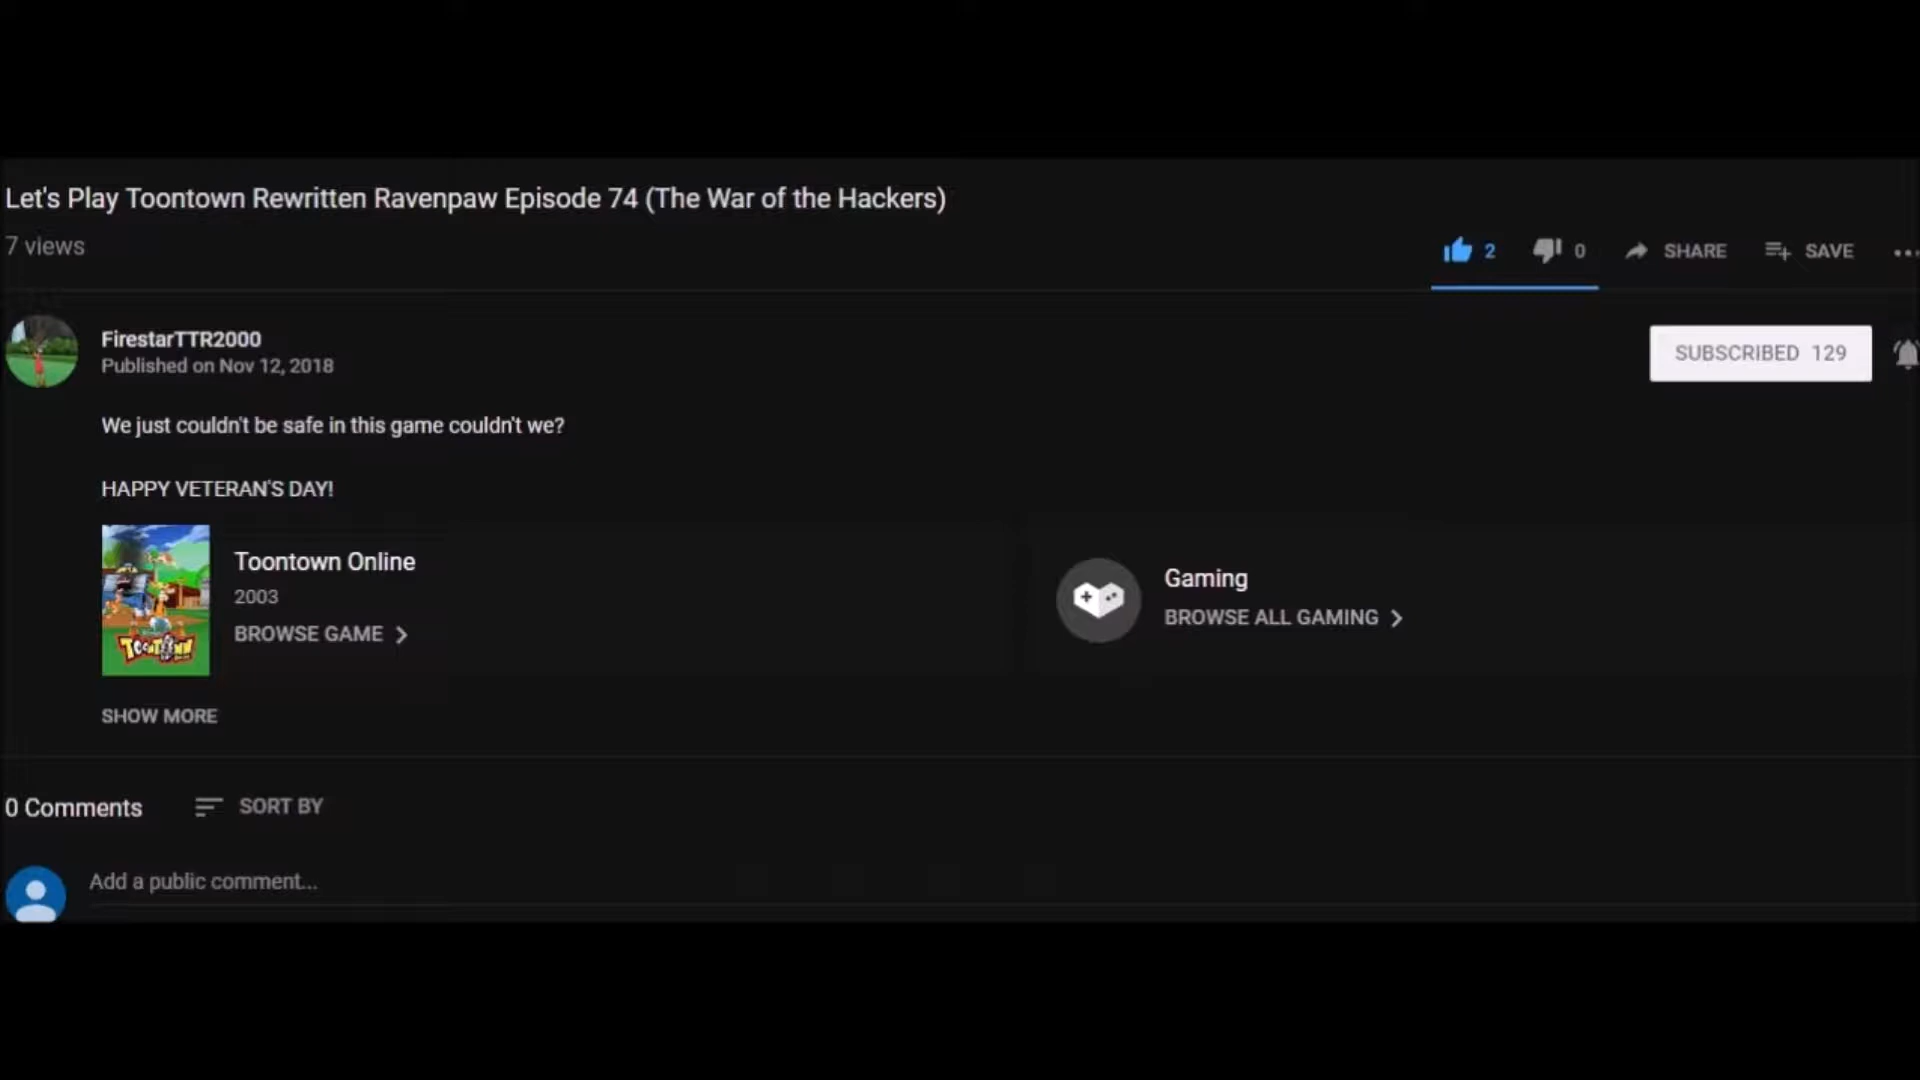 Let's Play Toontown Rewritten Ravenpaw Episode 74 (The War of the Hackers)
7 views
2 0 SHARE SAVE
FirestarTTR2000
Published on Nov 12, 2018
SUBSCRIBED 129
We just couldn't be safe in this game couldn't we?
HAPPY VETERAN'S DAY!
Toontown Online
2003
BROWSE GAME
TOONTOWN
Gaming
BROWSE ALL GAMING
SHOW MORE
0 Comments SORT BY
Add a public comment...